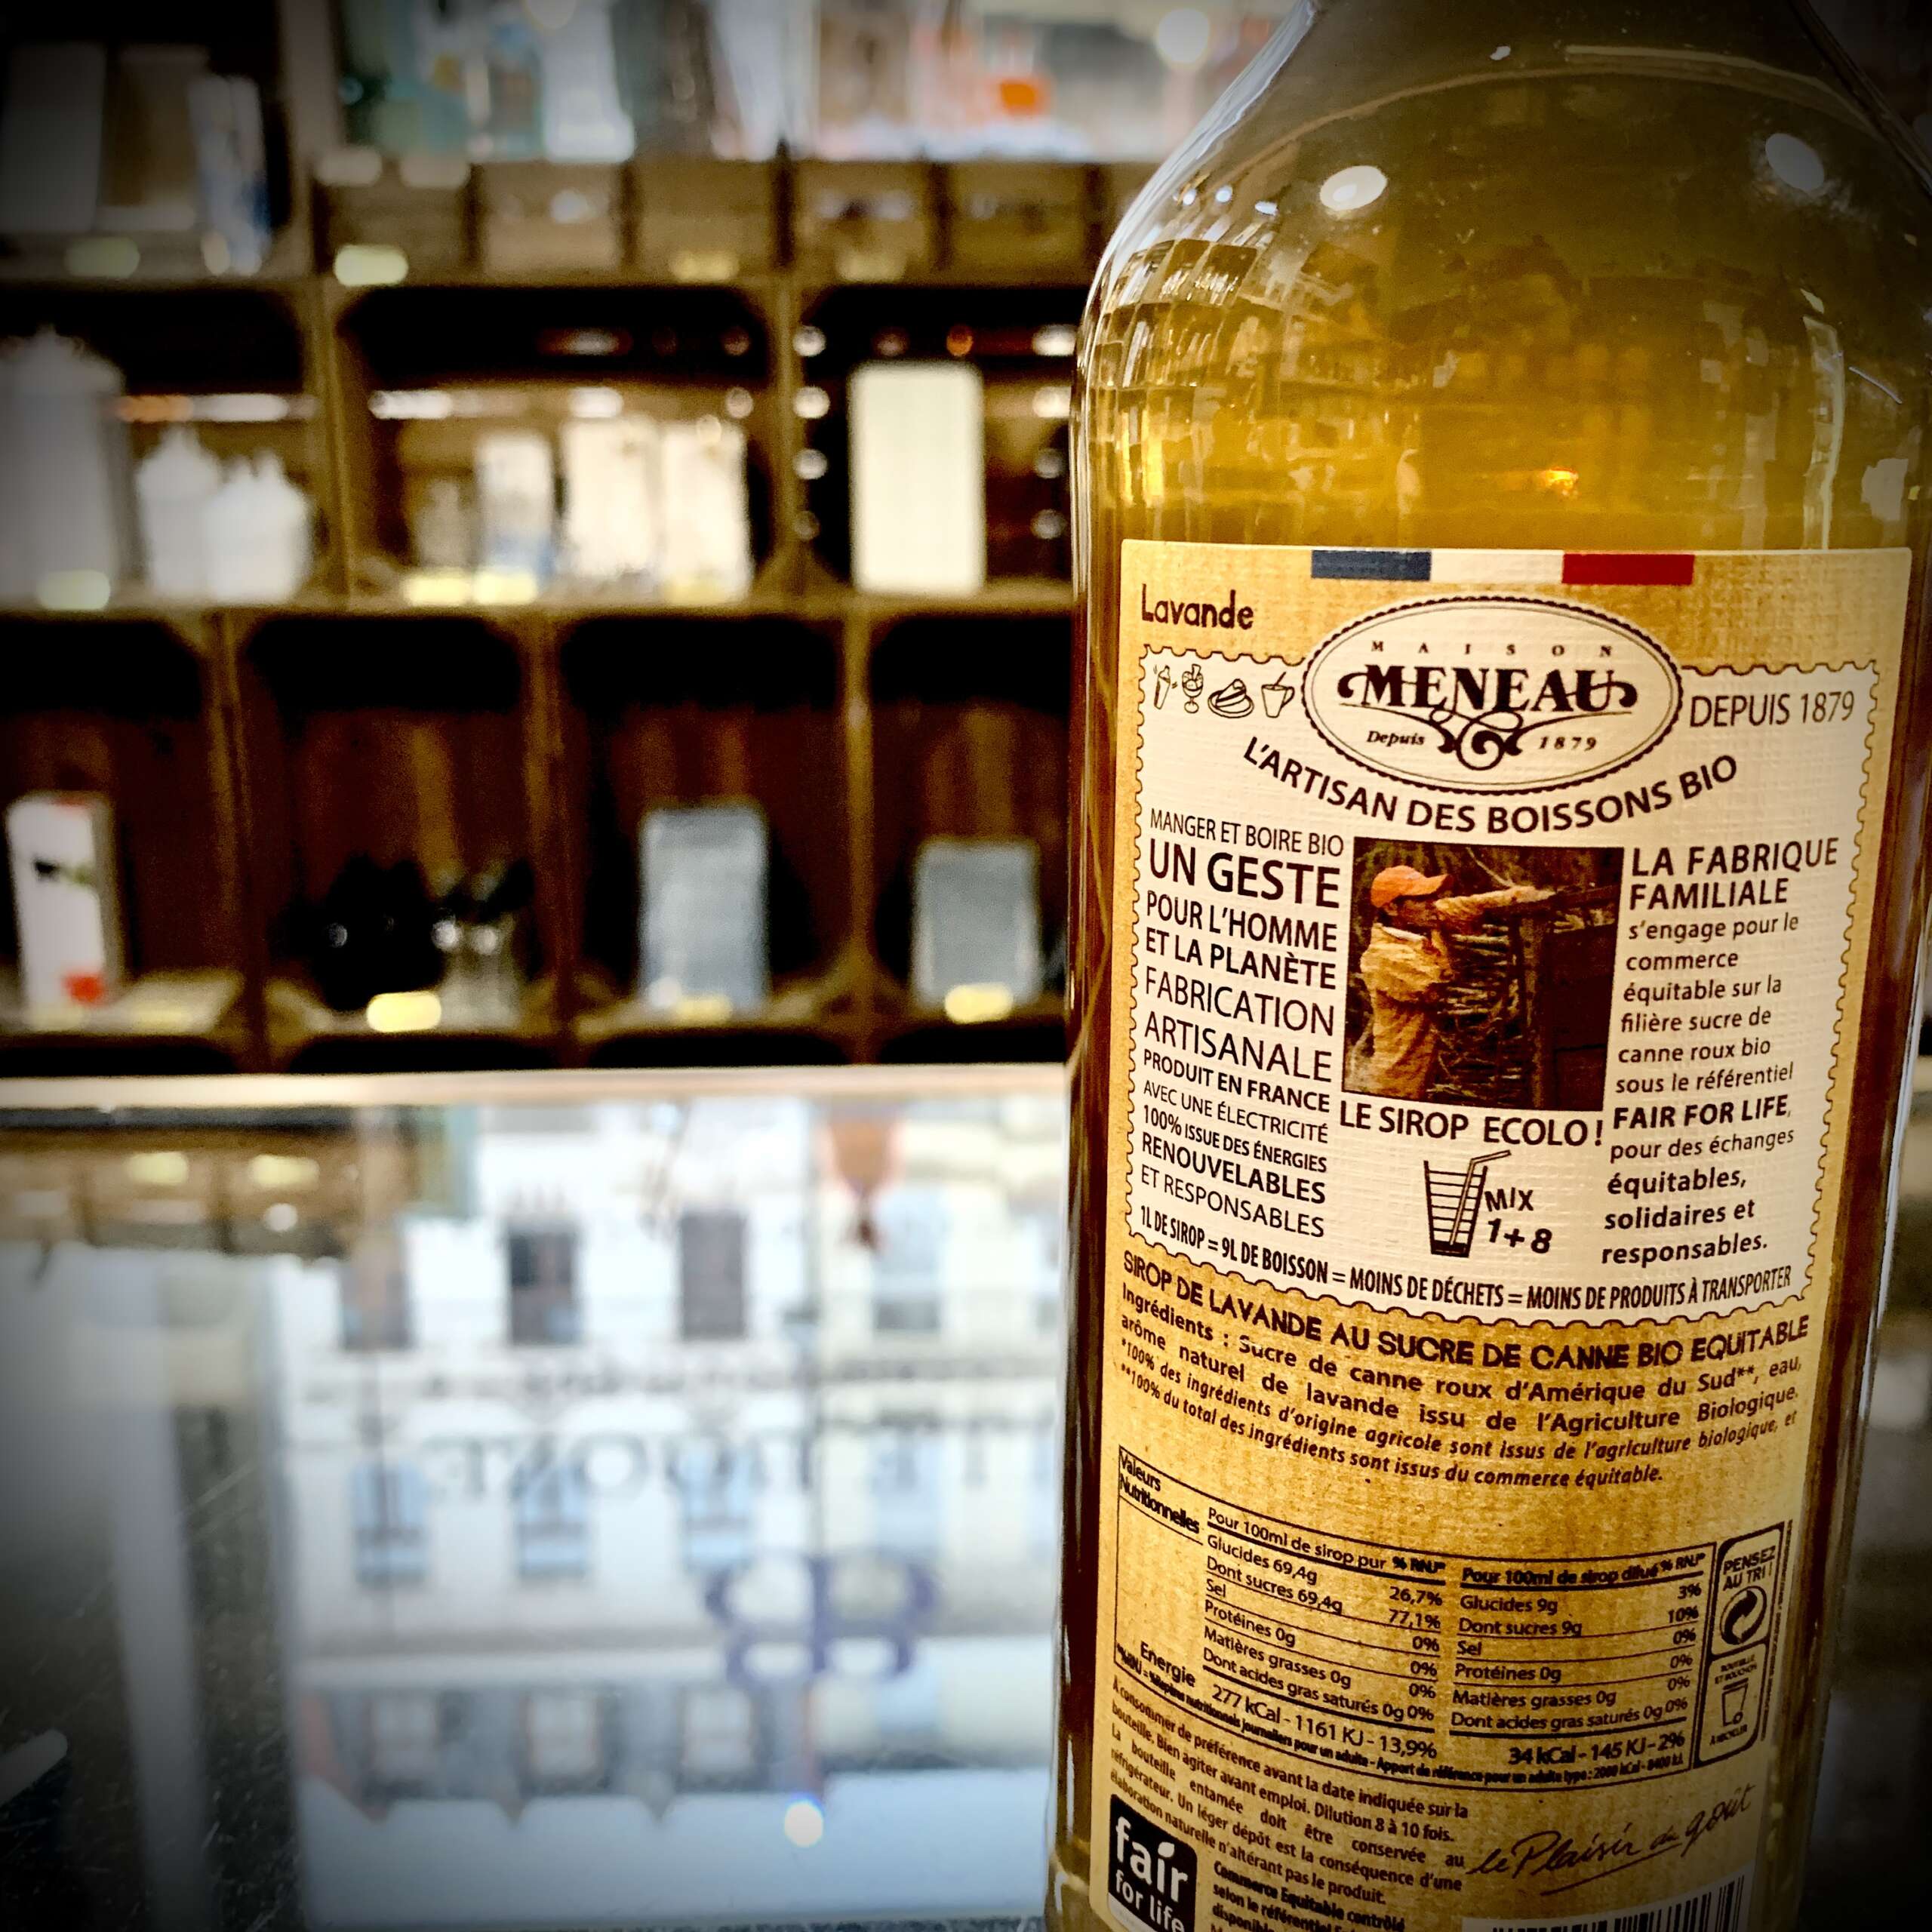 Lavande
MAISON
MENEAU
Depuis 1879
DEPUIS 1879
L'ARTISAN DES BOISSONS BIO
MANGER ET BOIRE BIO
UN GESTE
POUR L'HOMME
ET LA PLANÈTE
FABRICATION
ARTISANALE
PRODUIT EN FRANCE
AVEC UNE ÉLECTRICITÉ
100% ISSUE DES ÉNERGIES
RENOUVELABLES
ET RESPONSABLES
LE SIROP ECOLO !
MIX
1+8
LA FABRIQUE
FAMILIALE
s'engage pour le
commerce
équitable sur la
filière sucre de
canne roux bio
sous le référentiel
FAIR FOR LIFE,
pour des échanges
équitables,
solidaires et
responsables.
1L DE SIROP = 9L DE BOISSON = MOINS DE DÉCHETS = MOINS DE PRODUITS À TRANSPORTER
SIROP DE LAVANDE AU SUCRE DE CANNE BIO EQUITABLE
Ingrédients : Sucre de canne roux d'Amérique du Sud**, eau,
arôme naturel de lavande issu de l'Agriculture Biologique.
*100% des ingrédients d'origine agricole sont issus de l'agriculture biologique, et
**100% du total des ingrédients sont issus du commerce équitable.
Valeurs
Nutritionnelles
Pour 100ml de sirop pur % RNJ*
Glucides 69,4g 26,7%
Dont sucres 69,4g 77,1%
Sel 0%
Protéines 0g 0%
Matières grasses 0g 0%
Dont acides gras saturés 0g 0%
Energie 277 kCal - 1161 KJ - 13,9%
Pour 100ml de sirop dilué % RNJ*
Glucides 9g 3%
Dont sucres 9g 10%
Sel 0%
Protéines 0g 0%
Matières grasses 0g 0%
Dont acides gras saturés 0g 0%
34 kCal - 145 KJ - 2%
PENSEZ
AU TRI !
BOUTEILLE
ET BOUCHON
À RECYCLER
À consommer de préférence avant la date indiquée sur la
bouteille. Bien agiter avant emploi. Dilution 8 à 10 fois.
La bouteille entamée doit être conservée au
réfrigérateur. Un léger dépôt est la conséquence d'une
élaboration naturelle n'altérant pas le produit.
le Plaisir du goût
fair
for life
Commerce Equitable contrôlé
selon le référentiel
disponible